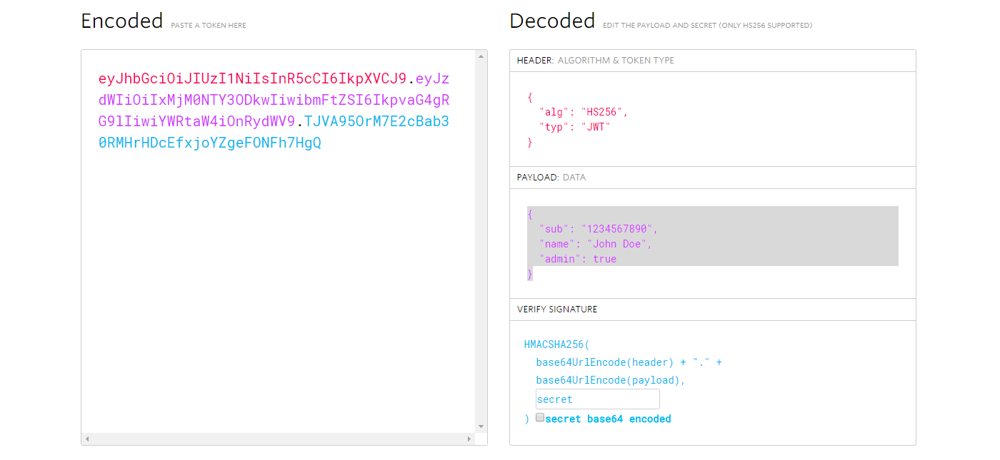 Encoded PASTE A TOKEN HERE
eyJhbGciOiJIUzI1NiIsInR5cCI6IkpXVCJ9.eyJz
dWIiOiIxMjM0NTY3ODkwIiwibmFtZSI6IkpvaG4gR
G9lIiwiYWRtaW4iOnRydWV9.TJVA95OrM7E2cBab3
0RMHrHDcEfxjoYZgeFONFh7HgQ
Decoded EDIT THE PAYLOAD AND SECRET (ONLY HS256 SUPPORTED)
HEADER: ALGORITHM & TOKEN TYPE
{
  "alg": "HS256",
  "typ": "JWT"
}
PAYLOAD: DATA
{
  "sub": "1234567890",
  "name": "John Doe",
  "admin": true
}
VERIFY SIGNATURE
HMACSHA256(
  base64UrlEncode(header) + "." +
  base64UrlEncode(payload),
  secret
) secret base64 encoded